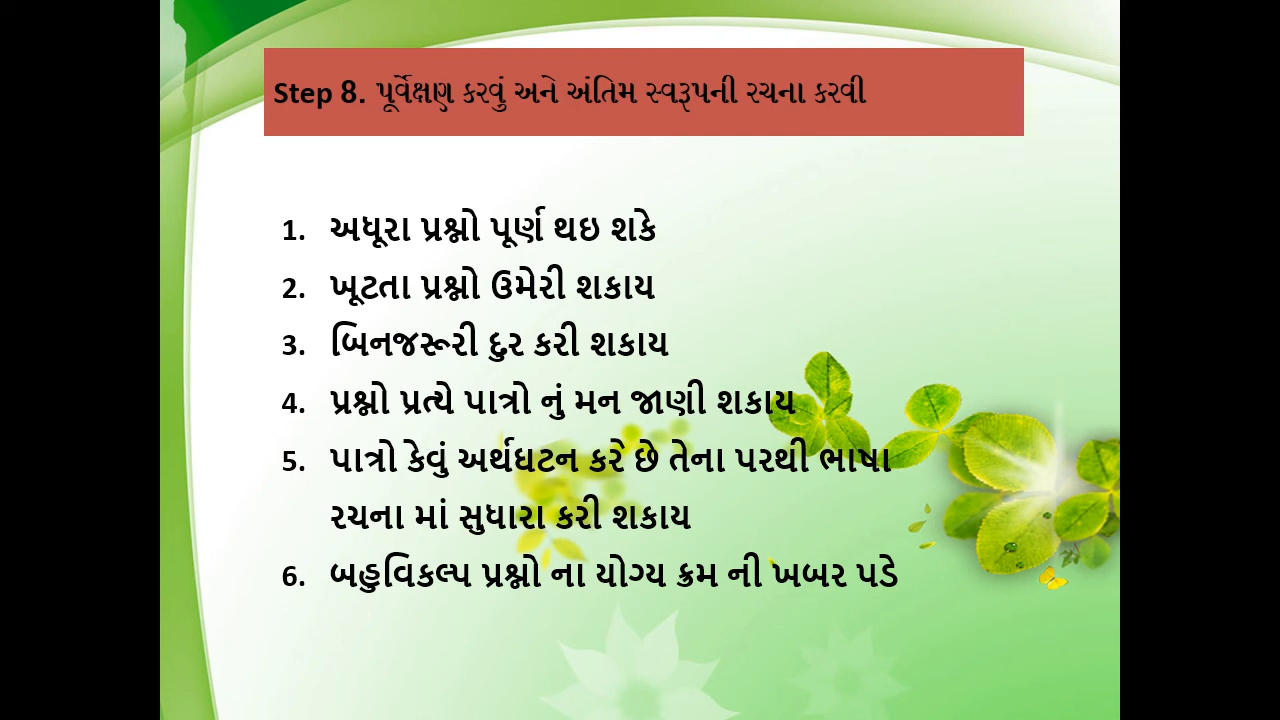 Step 8. પૂર્વેક્ષણ કરવું અને અંતિમ સ્વરૂપની રચના કરવી
1. અધૂરા પ્રશ્નો પૂર્ણ થઇ શકે
2. ખૂટતા પ્રશ્નો ઉમેરી શકાય
3. બિનજરૂરી દુર કરી શકાય
4. પ્રશ્નો પ્રત્યે પાત્રો નું મન જાણી શકાય
5. પાત્રો કેવું અર્થઘટન કરે છે તેના પરથી ભાષા
રચના માં સુધારા કરી શકાય
6. બહુવિકલ્પ પ્રશ્નો ના યોગ્ય ક્રમ ની ખબર પડે